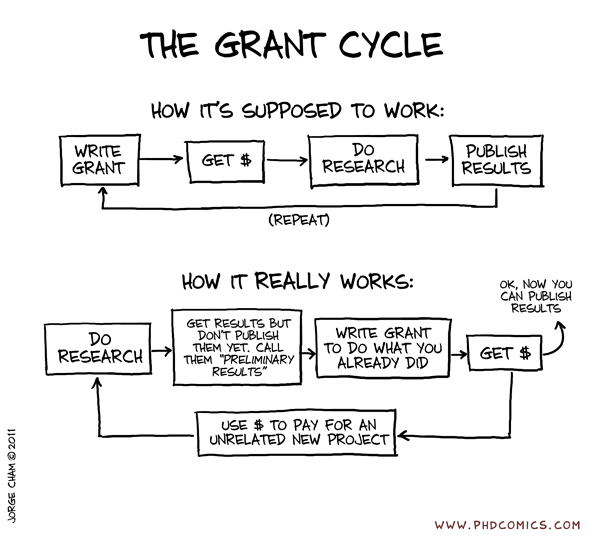 THE GRANT CYCLE
HOW IT'S SUPPOSED TO WORK:
WRITE
GRANT
GET $
DO
RESEARCH
PUBLISH
RESULTS
(REPEAT)
HOW IT REALLY WORKS:
OK, NOW YOU
CAN PUBLISH
RESULTS
DO
RESEARCH
GET RESULTS BUT
DON'T PUBLISH
THEM YET. CALL
THEM "PRELIMINARY
RESULTS"
WRITE GRANT
TO DO WHAT YOU
ALREADY DID
GET $
USE $ TO PAY FOR AN
UNRELATED NEW PROJECT
JORGE CHAM © 2011
WWW.PHDCOMICS.COM